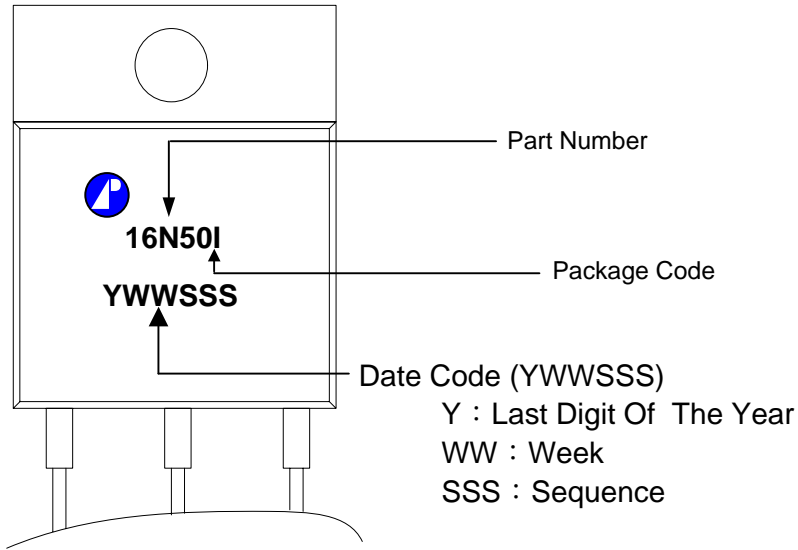 Part Number
16N50I
Package Code
YWWSSS
Date Code (YWWSSS)
Y：Last Digit Of The Year
WW：Week
SSS：Sequence